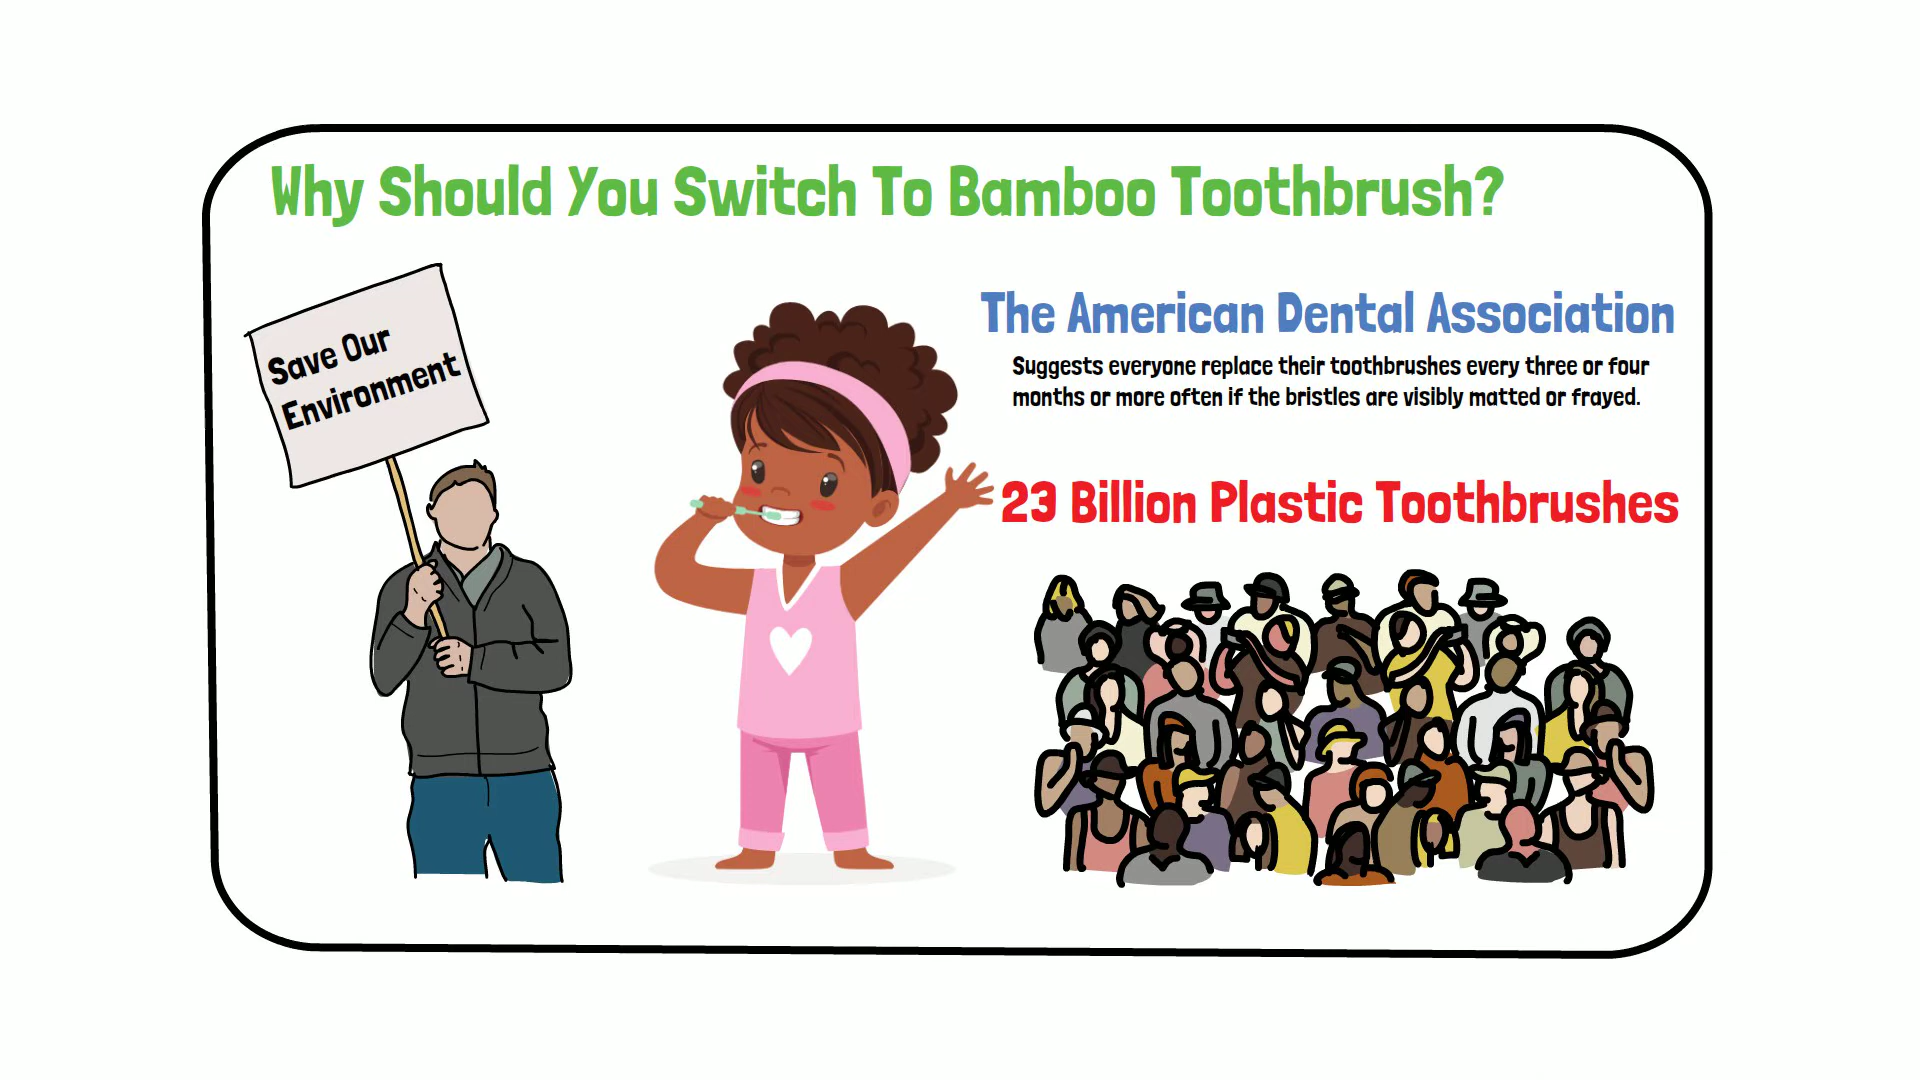 Why Should You Switch To Bamboo Toothbrush?
Save Our
Environment
The American Dental Association
Suggests everyone replace their toothbrushes every three or four
months or more often if the bristles are visibly matted or frayed.
23 Billion Plastic Toothbrushes